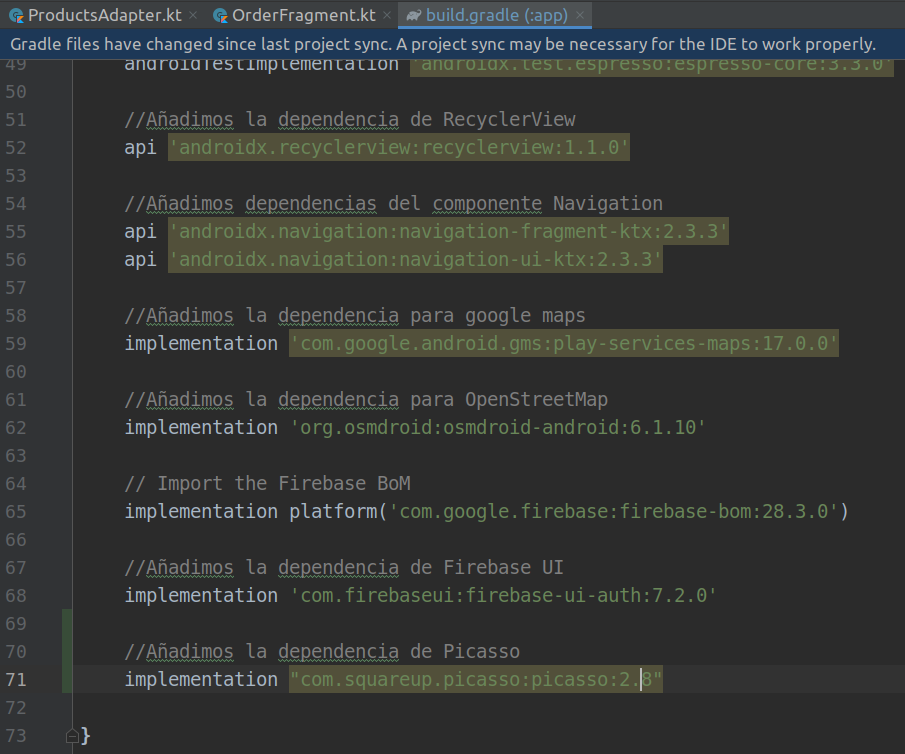 ProductsAdapter.kt × OrderFragment.kt × build.gradle (:app) ×
Gradle files have changed since last project sync. A project sync may be necessary for the IDE to work properly.
49 androidTestImplementation 'androidx.test.espresso:espresso-core:3.3.0'
50
51 //Añadimos la dependencia de RecyclerView
52 api 'androidx.recyclerview:recyclerview:1.1.0'
53
54 //Añadimos dependencias del componente Navigation
55 api 'androidx.navigation:navigation-fragment-ktx:2.3.3'
56 api 'androidx.navigation:navigation-ui-ktx:2.3.3'
57
58 //Añadimos la dependencia para google maps
59 implementation 'com.google.android.gms:play-services-maps:17.0.0'
60
61 //Añadimos la dependencia para OpenStreetMap
62 implementation 'org.osmdroid:osmdroid-android:6.1.10'
63
64 // Import the Firebase BoM
65 implementation platform('com.google.firebase:firebase-bom:28.3.0')
66
67 //Añadimos la dependencia de Firebase UI
68 implementation 'com.firebaseui:firebase-ui-auth:7.2.0'
69
70 //Añadimos la dependencia de Picasso
71 implementation "com.squareup.picasso:picasso:2.8"
72
73 }